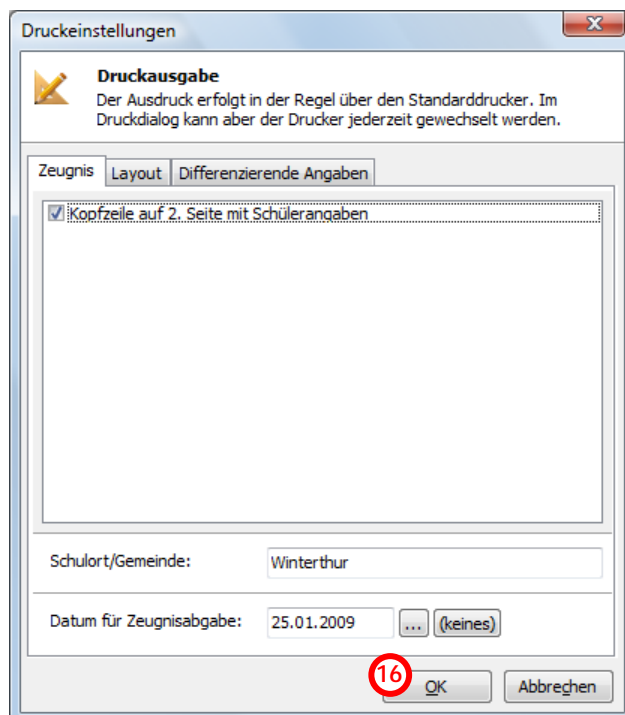 Druckeinstellungen
Druckausgabe
Der Ausdruck erfolgt in der Regel über den Standarddrucker. Im
Druckdialog kann aber der Drucker jederzeit gewechselt werden.
Zeugnis Layout Differenzierende Angaben
Kopfzeile auf 2. Seite mit Schülerangaben
Schulort/Gemeinde: Winterthur
Datum für Zeugnisabgabe: 25.01.2009 ... (keines)
16 OK Abbrechen